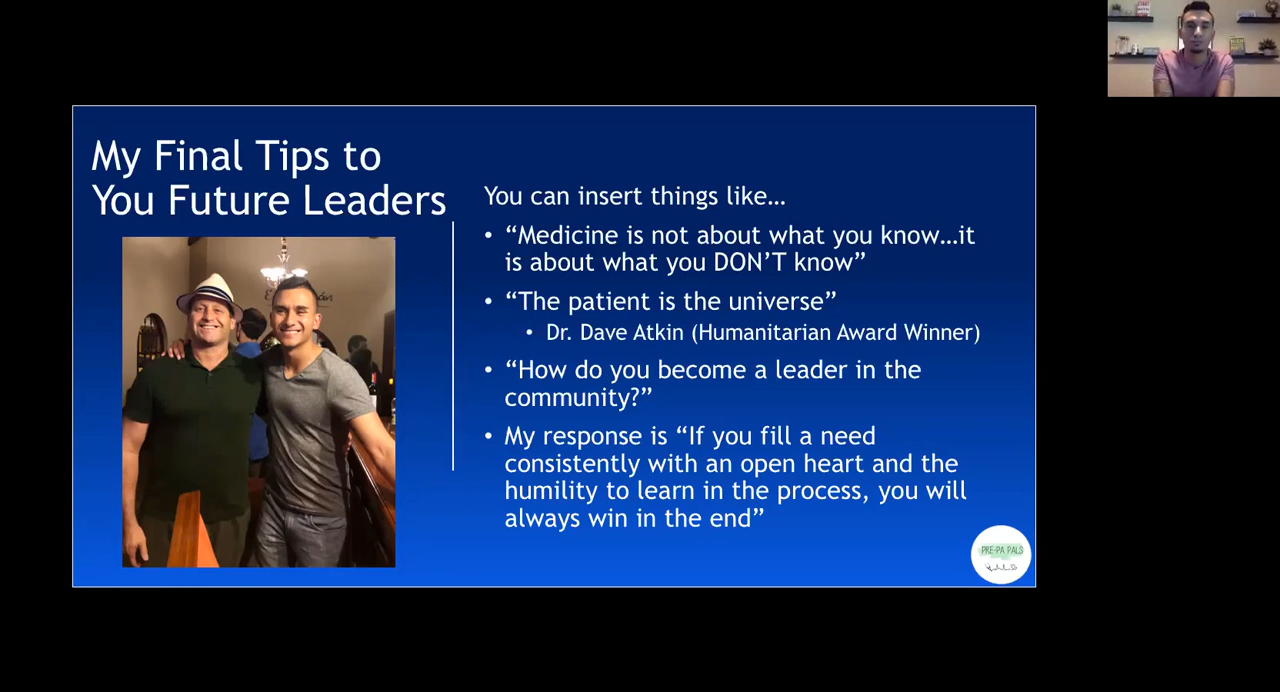 My Final Tips to
You Future Leaders
You can insert things like…
• “Medicine is not about what you know…it
is about what you DON’T know”
• “The patient is the universe”
• Dr. Dave Atkin (Humanitarian Award Winner)
• “How do you become a leader in the
community?”
• My response is “If you fill a need
consistently with an open heart and the
humility to learn in the process, you will
always win in the end”
PRE-PA PALS